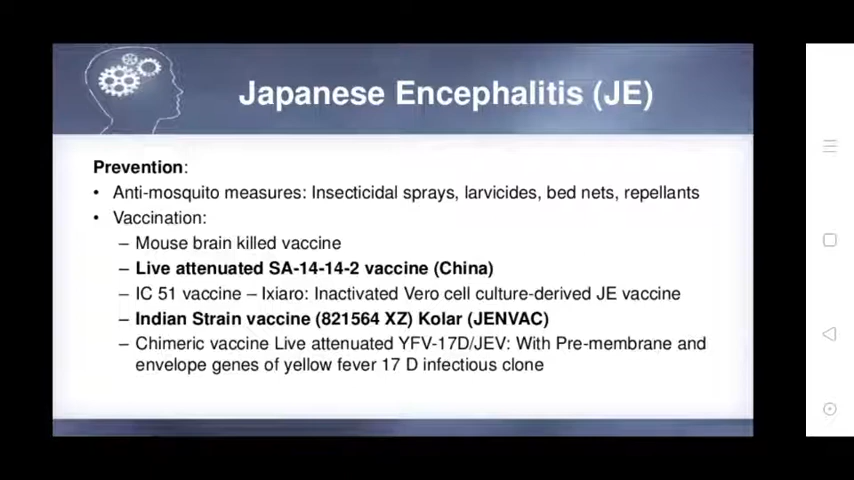 Japanese Encephalitis (JE)
Prevention:
• Anti-mosquito measures: Insecticidal sprays, larvicides, bed nets, repellants
• Vaccination:
– Mouse brain killed vaccine
– Live attenuated SA-14-14-2 vaccine (China)
– IC 51 vaccine – Ixiaro: Inactivated Vero cell culture-derived JE vaccine
– Indian Strain vaccine (821564 XZ) Kolar (JENVAC)
– Chimeric vaccine Live attenuated YFV-17D/JEV: With Pre-membrane and
envelope genes of yellow fever 17 D infectious clone